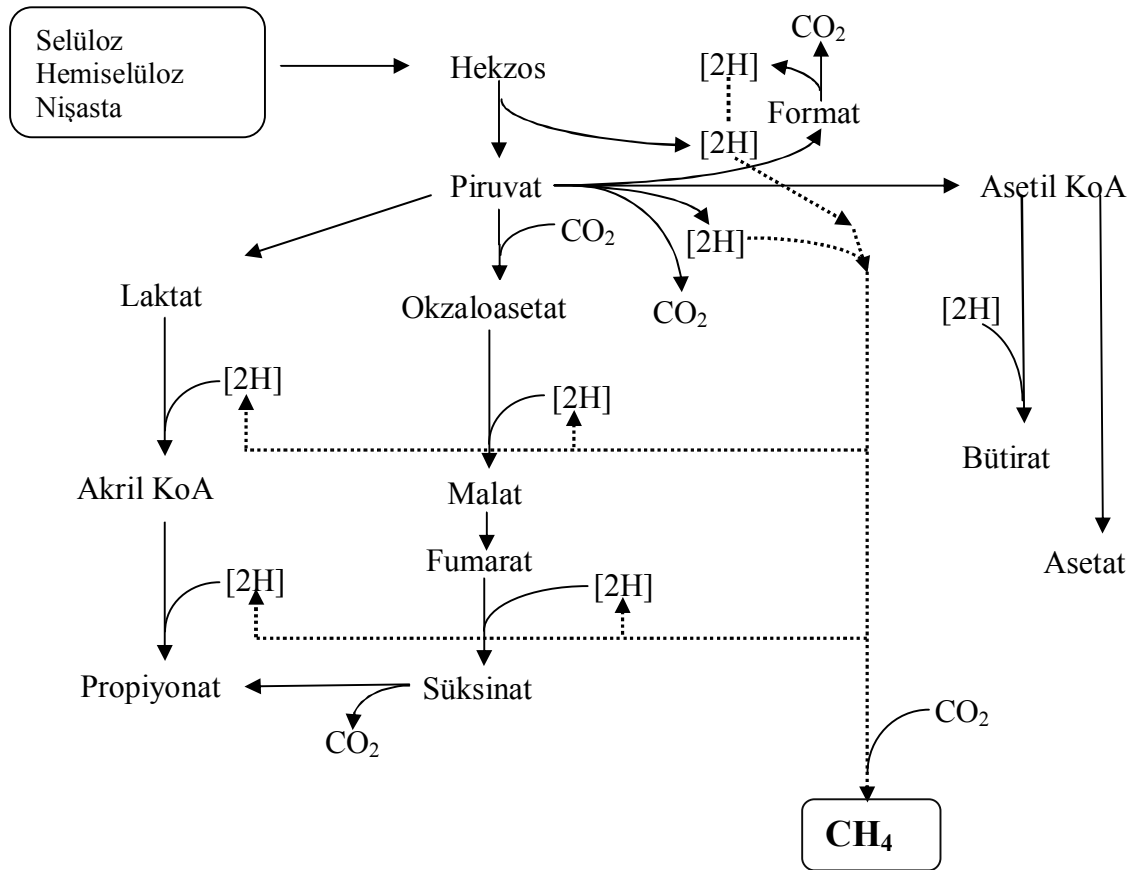 Selüloz
Hemiselüloz
Nişasta
Hekzos
[2H]
CO₂
Format
[2H]
Piruvat
Asetil KoA
CO₂
[2H]
Laktat
Okzaloasetat
CO₂
[2H]
[2H]
[2H]
Bütirat
Akril KoA
Malat
Fumarat
Asetat
[2H]
[2H]
Propiyonat
Süksinat
CO₂
CO₂
CH₄